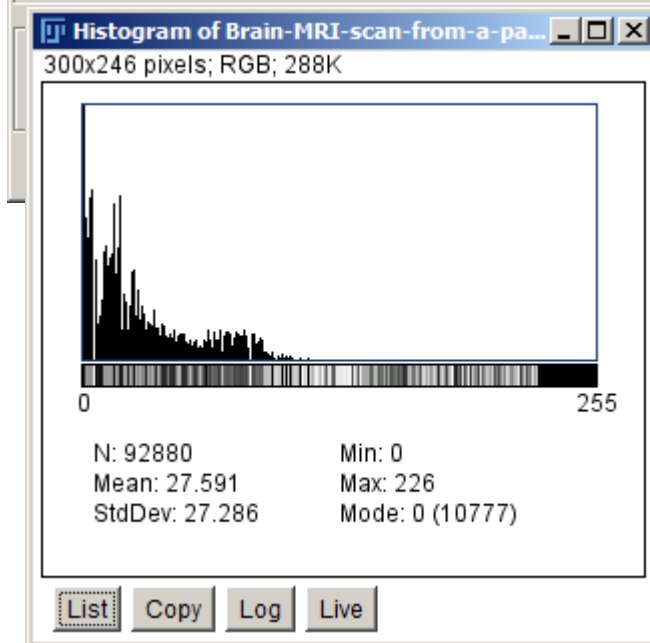 Histogram of Brain-MRI-scan-from-a-pa...
300x246 pixels; RGB; 288K
0 255
N: 92880 Min: 0
Mean: 27.591 Max: 226
StdDev: 27.286 Mode: 0 (10777)
List Copy Log Live